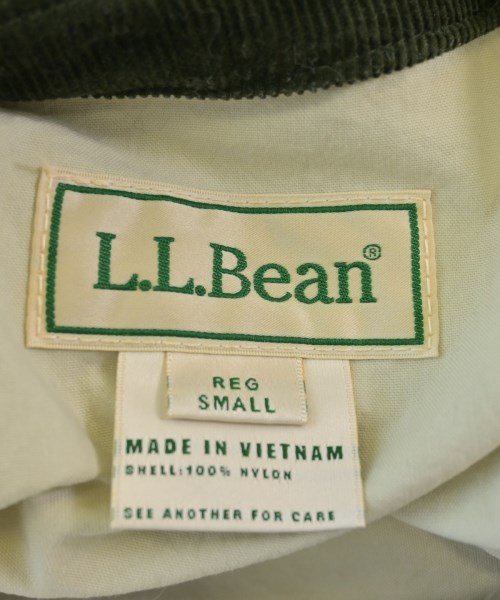 L.L.Bean®
REG
SMALL
MADE IN VIETNAM
SHELL:100% NYLON
SEE ANOTHER FOR CARE